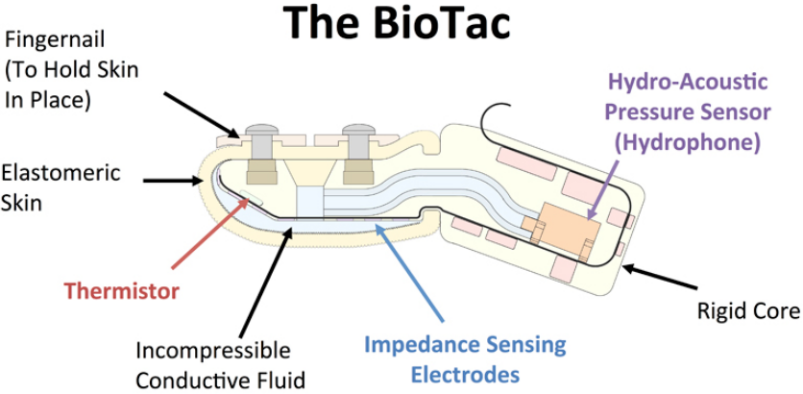 The BioTac
Fingernail
(To Hold Skin
In Place)
Hydro-Acoustic
Pressure Sensor
(Hydrophone)
Elastomeric
Skin
Thermistor
Rigid Core
Incompressible
Conductive Fluid
Impedance Sensing
Electrodes